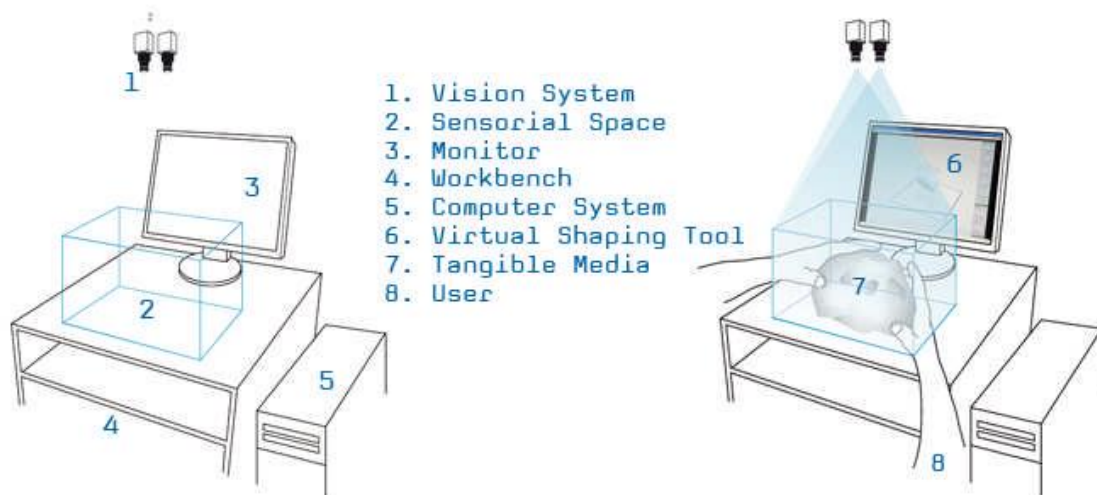 1
3
2
5
4
1. Vision System
2. Sensorial Space
3. Monitor
4. Workbench
5. Computer System
6. Virtual Shaping Tool
7. Tangible Media
8. User
6
7
8